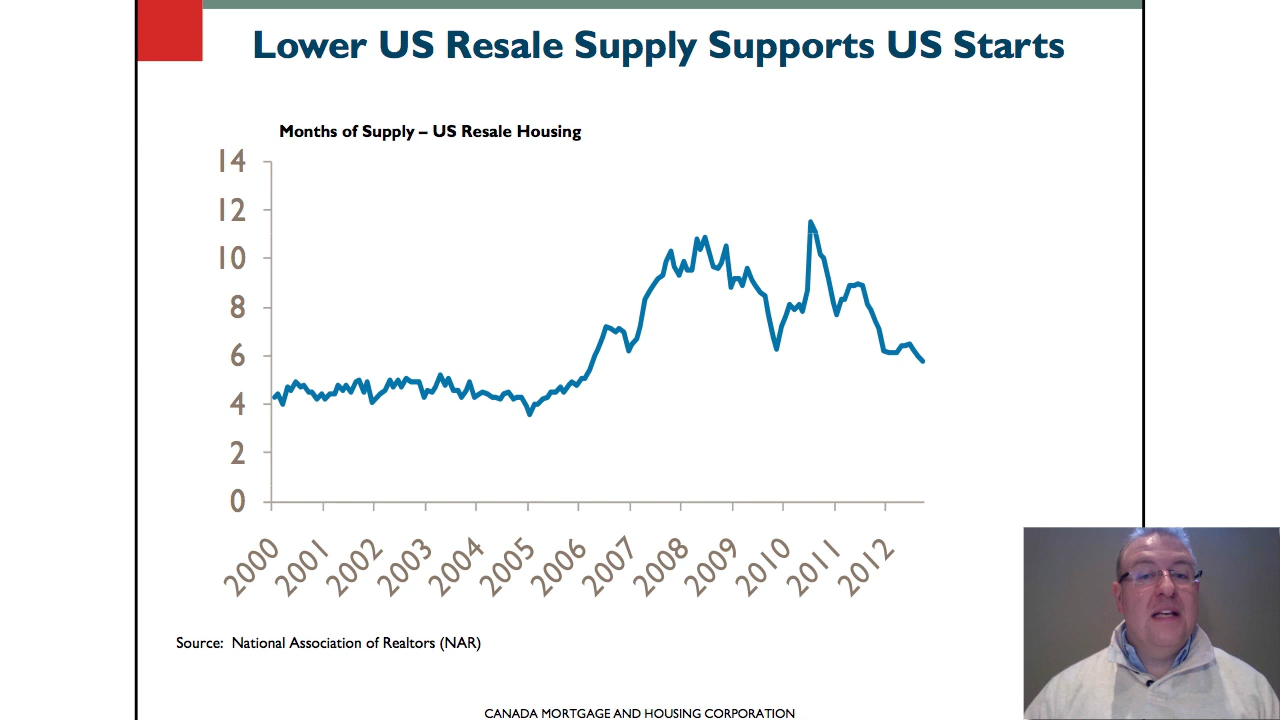 Lower US Resale Supply Supports US Starts
Months of Supply – US Resale Housing
14
12
10
8
6
4
2
0
2000 2001 2002 2003 2004 2005 2006 2007 2008 2009 2010 2011 2012
Source: National Association of Realtors (NAR)
CANADA MORTGAGE AND HOUSING CORPORATION